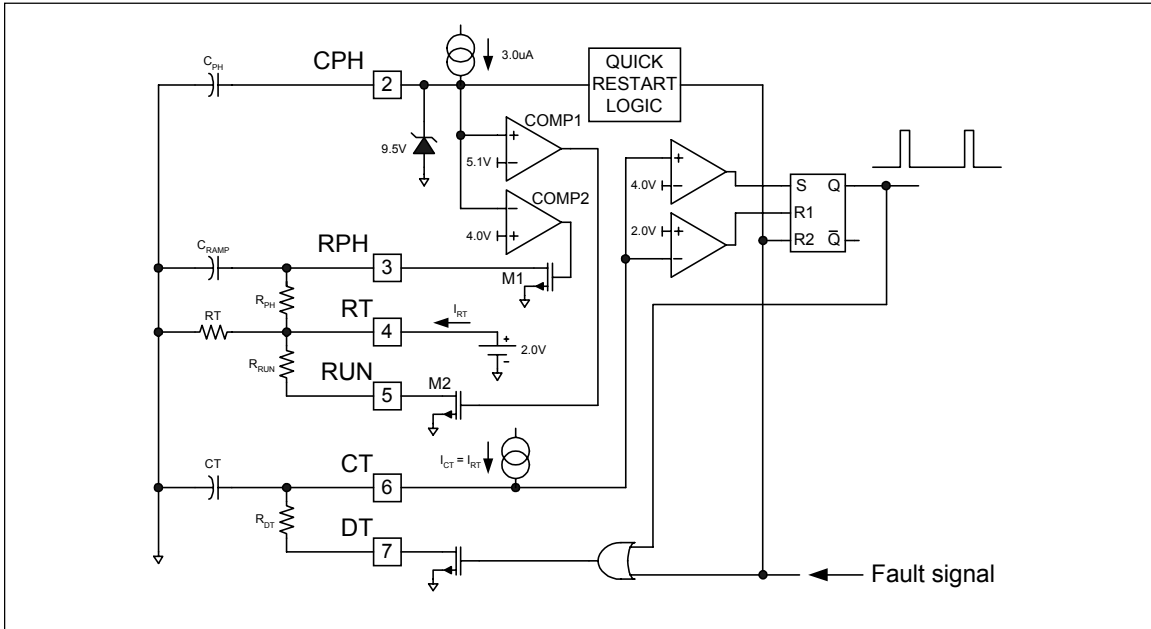 CPH
2
C_PH
3.0uA
QUICK
RESTART
LOGIC
9.5V
COMP1
+
5.1V
−
COMP2
−
4.0V
+
+
4.0V
−
2.0V
+
−
S Q
R1
R2 Q̅
C_RAMP
RPH
3
M1
R_PH
RT
RT
4
I_RT
+
2.0V
-
R_RUN
RUN
5
M2
CT
CT
6
I_CT = I_RT
R_DT
DT
7
Fault signal